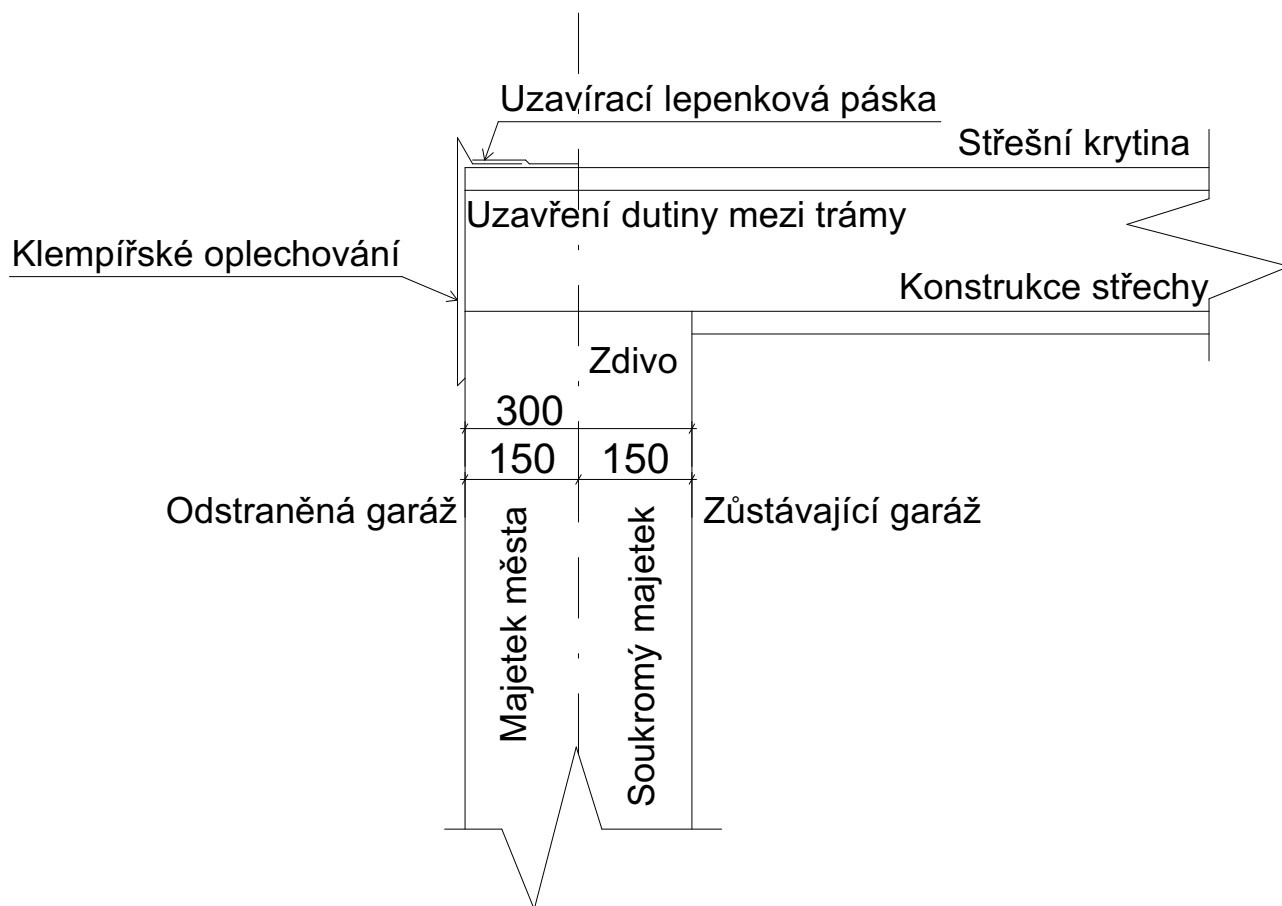 Uzavírací lepenková páska
Střešní krytina
Uzavření dutiny mezi trámy
Klempířské oplechování
Konstrukce střechy
Zdivo
300
150
150
Odstraněná garáž
Zůstávající garáž
Majetek města
Soukromý majetek